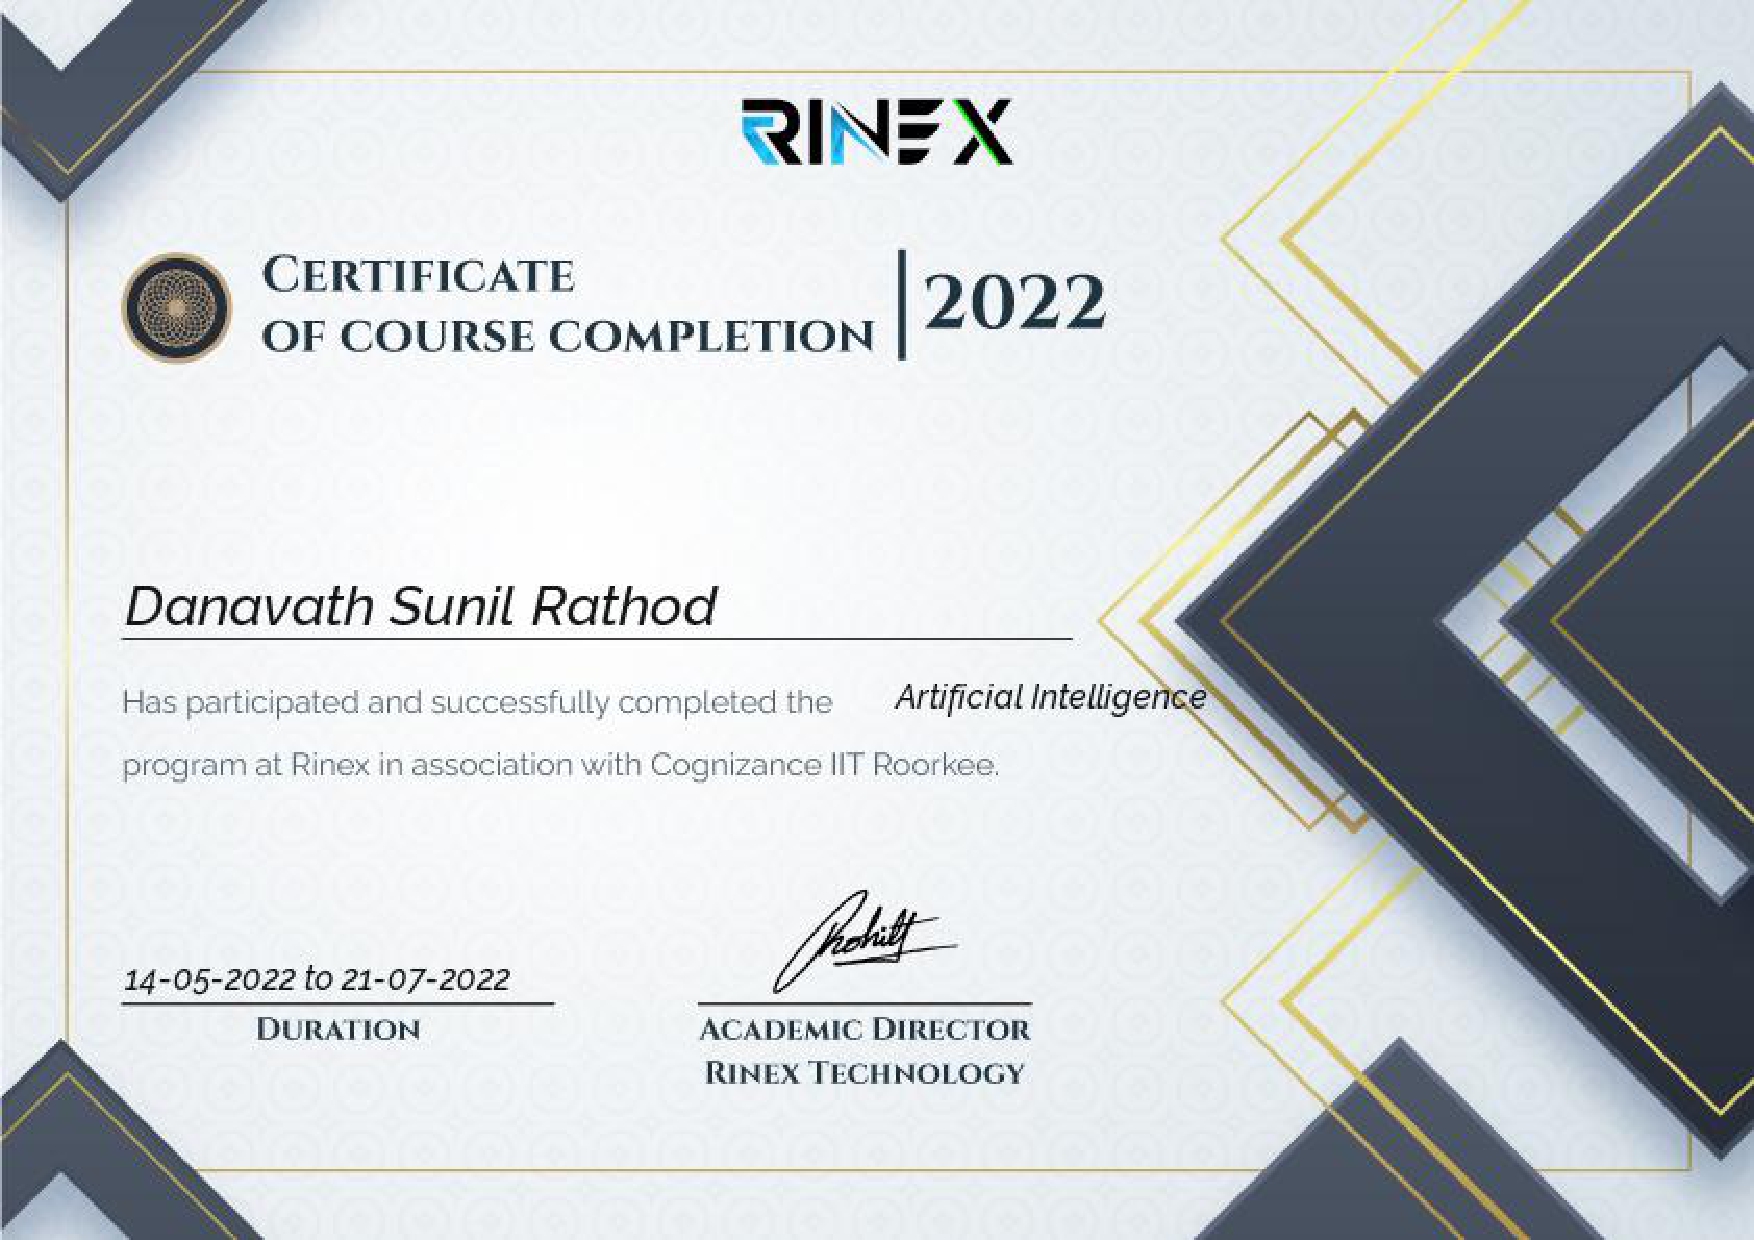 RINEX
CERTIFICATE
OF COURSE COMPLETION
2022
Danavath Sunil Rathod
Has participated and successfully completed the Artificial Intelligence
program at Rinex in association with Cognizance IIT Roorkee.
Rohitt
14-05-2022 to 21-07-2022
DURATION
ACADEMIC DIRECTOR
RINEX TECHNOLOGY